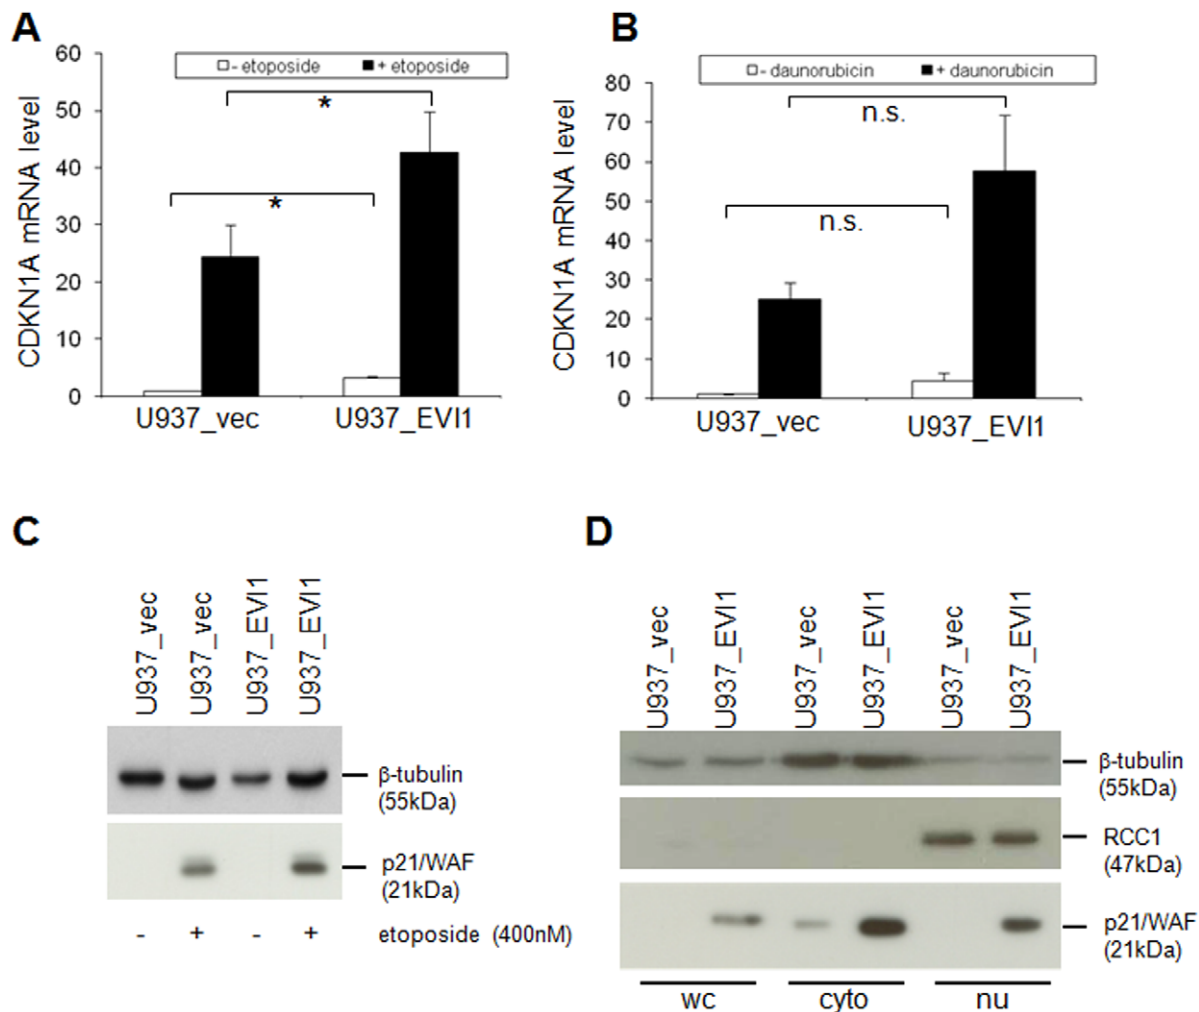 A
CDKN1A mRNA level
60
50
40
30
20
10
0
- etoposide + etoposide
*
*
U937_vec U937_EVI1
B
CDKN1A mRNA level
80
70
60
50
40
30
20
10
0
- daunorubicin + daunorubicin
n.s.
n.s.
U937_vec U937_EVI1
C
U937_vec
U937_vec
U937_EVI1
U937_EVI1
β-tubulin
(55kDa)
p21/WAF
(21kDa)
- + - + etoposide (400nM)
D
U937_vec
U937_EVI1
U937_vec
U937_EVI1
U937_vec
U937_EVI1
β-tubulin
(55kDa)
RCC1
(47kDa)
p21/WAF
(21kDa)
wc cyto nu